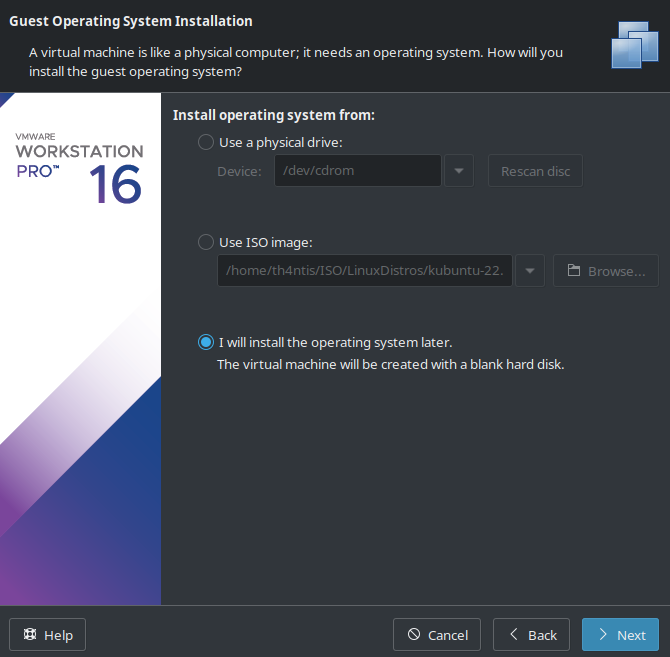 Guest Operating System Installation
A virtual machine is like a physical computer; it needs an operating system. How will you
install the guest operating system?
VMWARE
WORKSTATION
PRO™ 16
Install operating system from:
Use a physical drive:
Device: /dev/cdrom Rescan disc
Use ISO image:
/home/th4ntis/ISO/LinuxDistros/kubuntu-22. Browse...
I will install the operating system later.
The virtual machine will be created with a blank hard disk.
Help Cancel Back Next